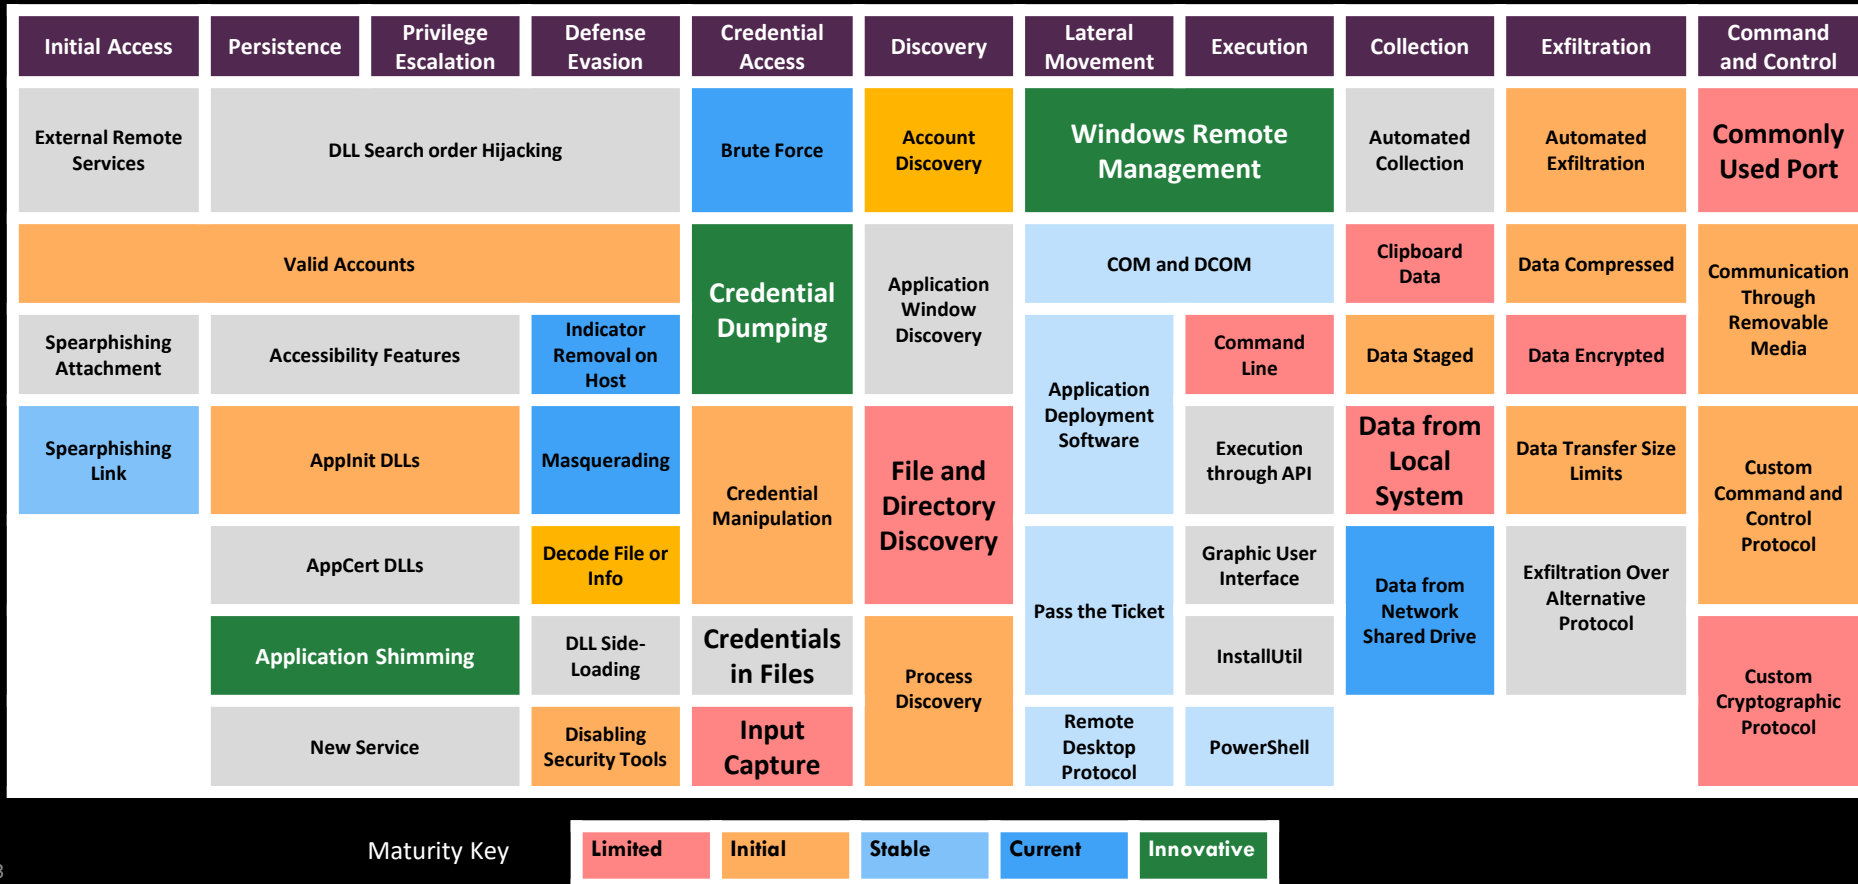 Initial Access
Persistence
Privilege
Escalation
Defense
Evasion
Credential
Access
Discovery
Lateral
Movement
Execution
Collection
Exfiltration
Command
and Control
External Remote
Services
DLL Search order Hijacking
Brute Force
Account
Discovery
Windows Remote
Management
Automated
Collection
Automated
Exfiltration
Commonly
Used Port
Valid Accounts
Credential
Dumping
Application
Window
Discovery
COM and DCOM
Clipboard
Data
Data Compressed
Communication
Through
Removable
Media
Spearphishing
Attachment
Accessibility Features
Indicator
Removal on
Host
Application
Deployment
Software
Command
Line
Data Staged
Data Encrypted
Spearphishing
Link
AppInit DLLs
Masquerading
Credential
Manipulation
File and
Directory
Discovery
Execution
through API
Data from
Local
System
Data Transfer Size
Limits
Custom
Command and
Control
Protocol
AppCert DLLs
Decode File or
Info
Pass the Ticket
Graphic User
Interface
Data from
Network
Shared Drive
Exfiltration Over
Alternative
Protocol
Application Shimming
DLL Side-
Loading
Credentials
in Files
Process
Discovery
InstallUtil
Custom
Cryptographic
Protocol
New Service
Disabling
Security Tools
Input
Capture
Remote
Desktop
Protocol
PowerShell
Maturity Key
Limited
Initial
Stable
Current
Innovative